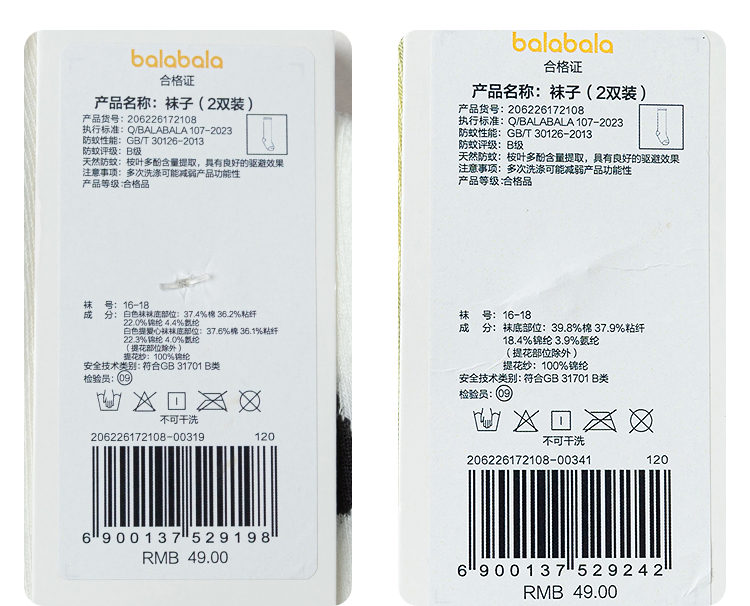 balabala
合格证
产品名称：袜子（2双装）
产品货号：206226172108
执行标准：Q/BALABALA 107-2023
防蚊性能：GB/T 30126-2013
防蚊评级：B级
天然防蚊：桉叶多酚含量提取，具有良好的驱避效果
注意事项：多次洗涤可能减弱产品功能性
产品等级:合格品
袜 号：16-18
成 分：白色袜袜底部位：37.4%棉 36.2%粘纤
22.0%锦纶 4.4%氨纶
白色提爱心袜袜底部位：37.6%棉 36.1%粘纤
22.3%锦纶 4.0%氨纶
（提花部位除外）
提花纱：100%锦纶
安全技术类别：符合GB 31701 B类
检验员：09
不可干洗
206226172108-00319 120
6 900137 529198
RMB 49.00
balabala
合格证
产品名称：袜子（2双装）
产品货号：206226172108
执行标准：Q/BALABALA 107-2023
防蚊性能：GB/T 30126-2013
防蚊评级：B级
天然防蚊：桉叶多酚含量提取，具有良好的驱避效果
注意事项：多次洗涤可能减弱产品功能性
产品等级:合格品
袜 号：16-18
成 分：袜底部位：39.8%棉 37.9%粘纤
18.4%锦纶 3.9%氨纶
（提花部位除外）
提花纱：100%锦纶
安全技术类别：符合GB 31701 B类
检验员：09
不可干洗
206226172108-00341 120
6 900137 529242
RMB 49.00